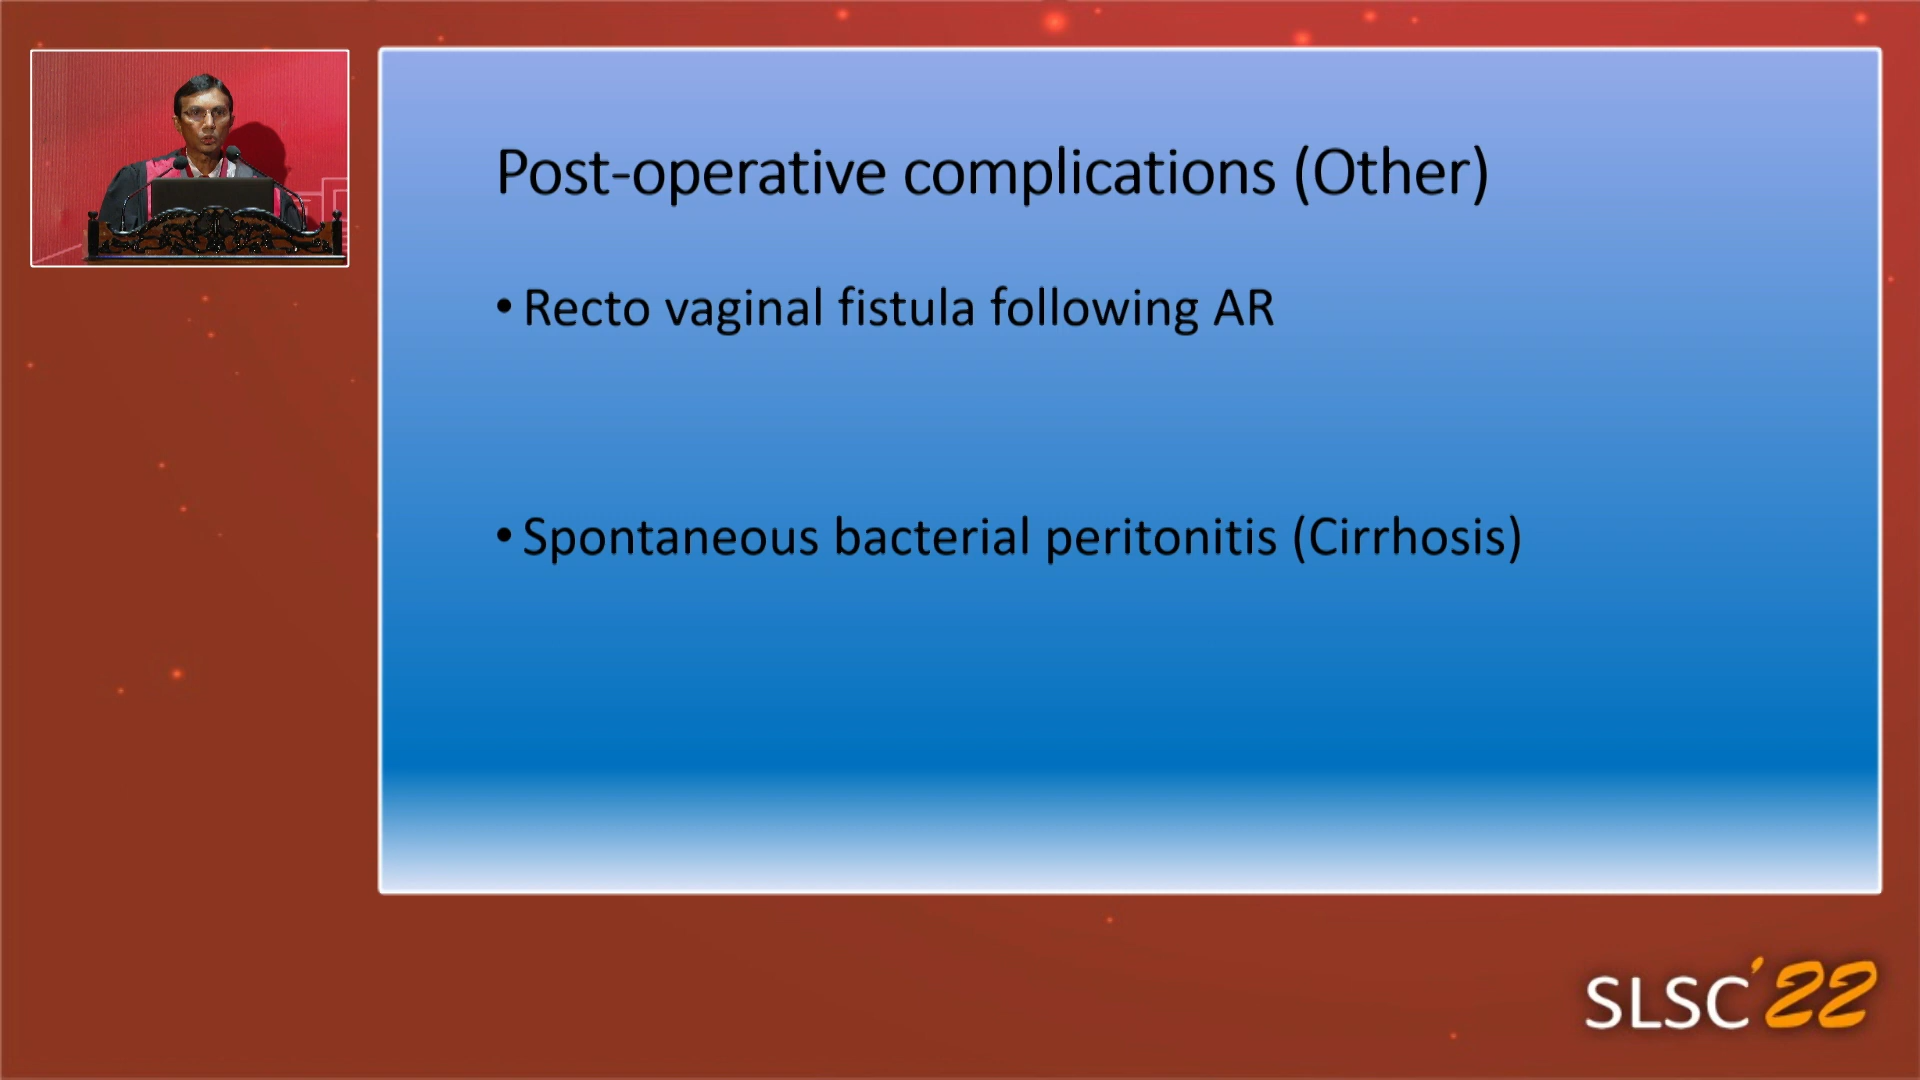 Post-operative complications (Other)
• Recto vaginal fistula following AR
• Spontaneous bacterial peritonitis (Cirrhosis)
SLSC'22